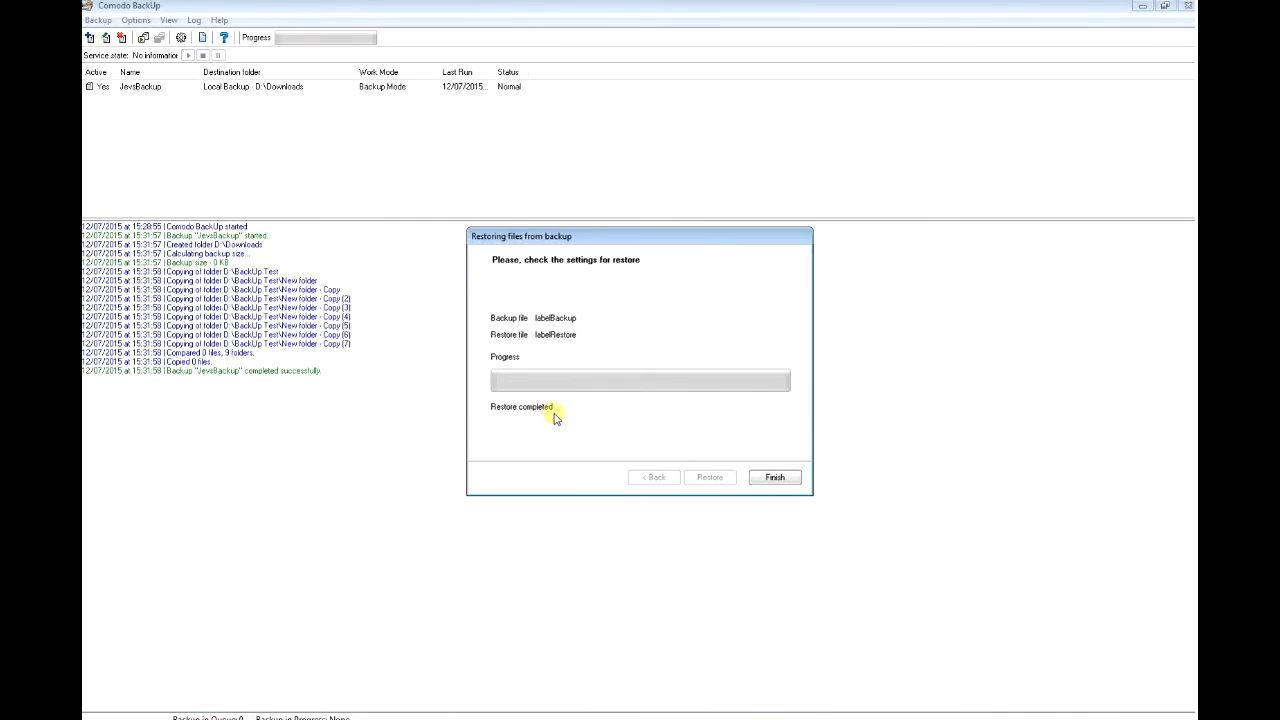 Comodo BackUp
Backup Options View Log Help
Progress
Service state: No information
Active Name Destination folder Work Mode Last Run Status
Yes JevsBackup Local Backup - D:\Downloads Backup Mode 12/07/2015... Normal
12/07/2015 at 15:28:55 | Comodo BackUp started.
12/07/2015 at 15:31:57 | Backup "JevsBackup" started.
12/07/2015 at 15:31:57 | Created folder D:\Downloads
12/07/2015 at 15:31:57 | Calculating backup size...
12/07/2015 at 15:31:57 | Backup size - 0 KB.
12/07/2015 at 15:31:58 | Copying of folder D:\BackUp Test
12/07/2015 at 15:31:58 | Copying of folder D:\BackUp Test\New folder
12/07/2015 at 15:31:58 | Copying of folder D:\BackUp Test\New folder - Copy
12/07/2015 at 15:31:58 | Copying of folder D:\BackUp Test\New folder - Copy (2)
12/07/2015 at 15:31:58 | Copying of folder D:\BackUp Test\New folder - Copy (3)
12/07/2015 at 15:31:58 | Copying of folder D:\BackUp Test\New folder - Copy (4)
12/07/2015 at 15:31:58 | Copying of folder D:\BackUp Test\New folder - Copy (5)
12/07/2015 at 15:31:58 | Copying of folder D:\BackUp Test\New folder - Copy (6)
12/07/2015 at 15:31:58 | Copying of folder D:\BackUp Test\New folder - Copy (7)
12/07/2015 at 15:31:58 | Compared 0 files, 9 folders.
12/07/2015 at 15:31:58 | Copied 0 files.
12/07/2015 at 15:31:58 | Backup "JevsBackup" completed successfully.
Restoring files from backup
Please, check the settings for restore
Backup file labelBackup
Restore file labelRestore
Progress
Restore completed
< Back Restore Finish
Backup in Queue: 0 Backup in Progress: None